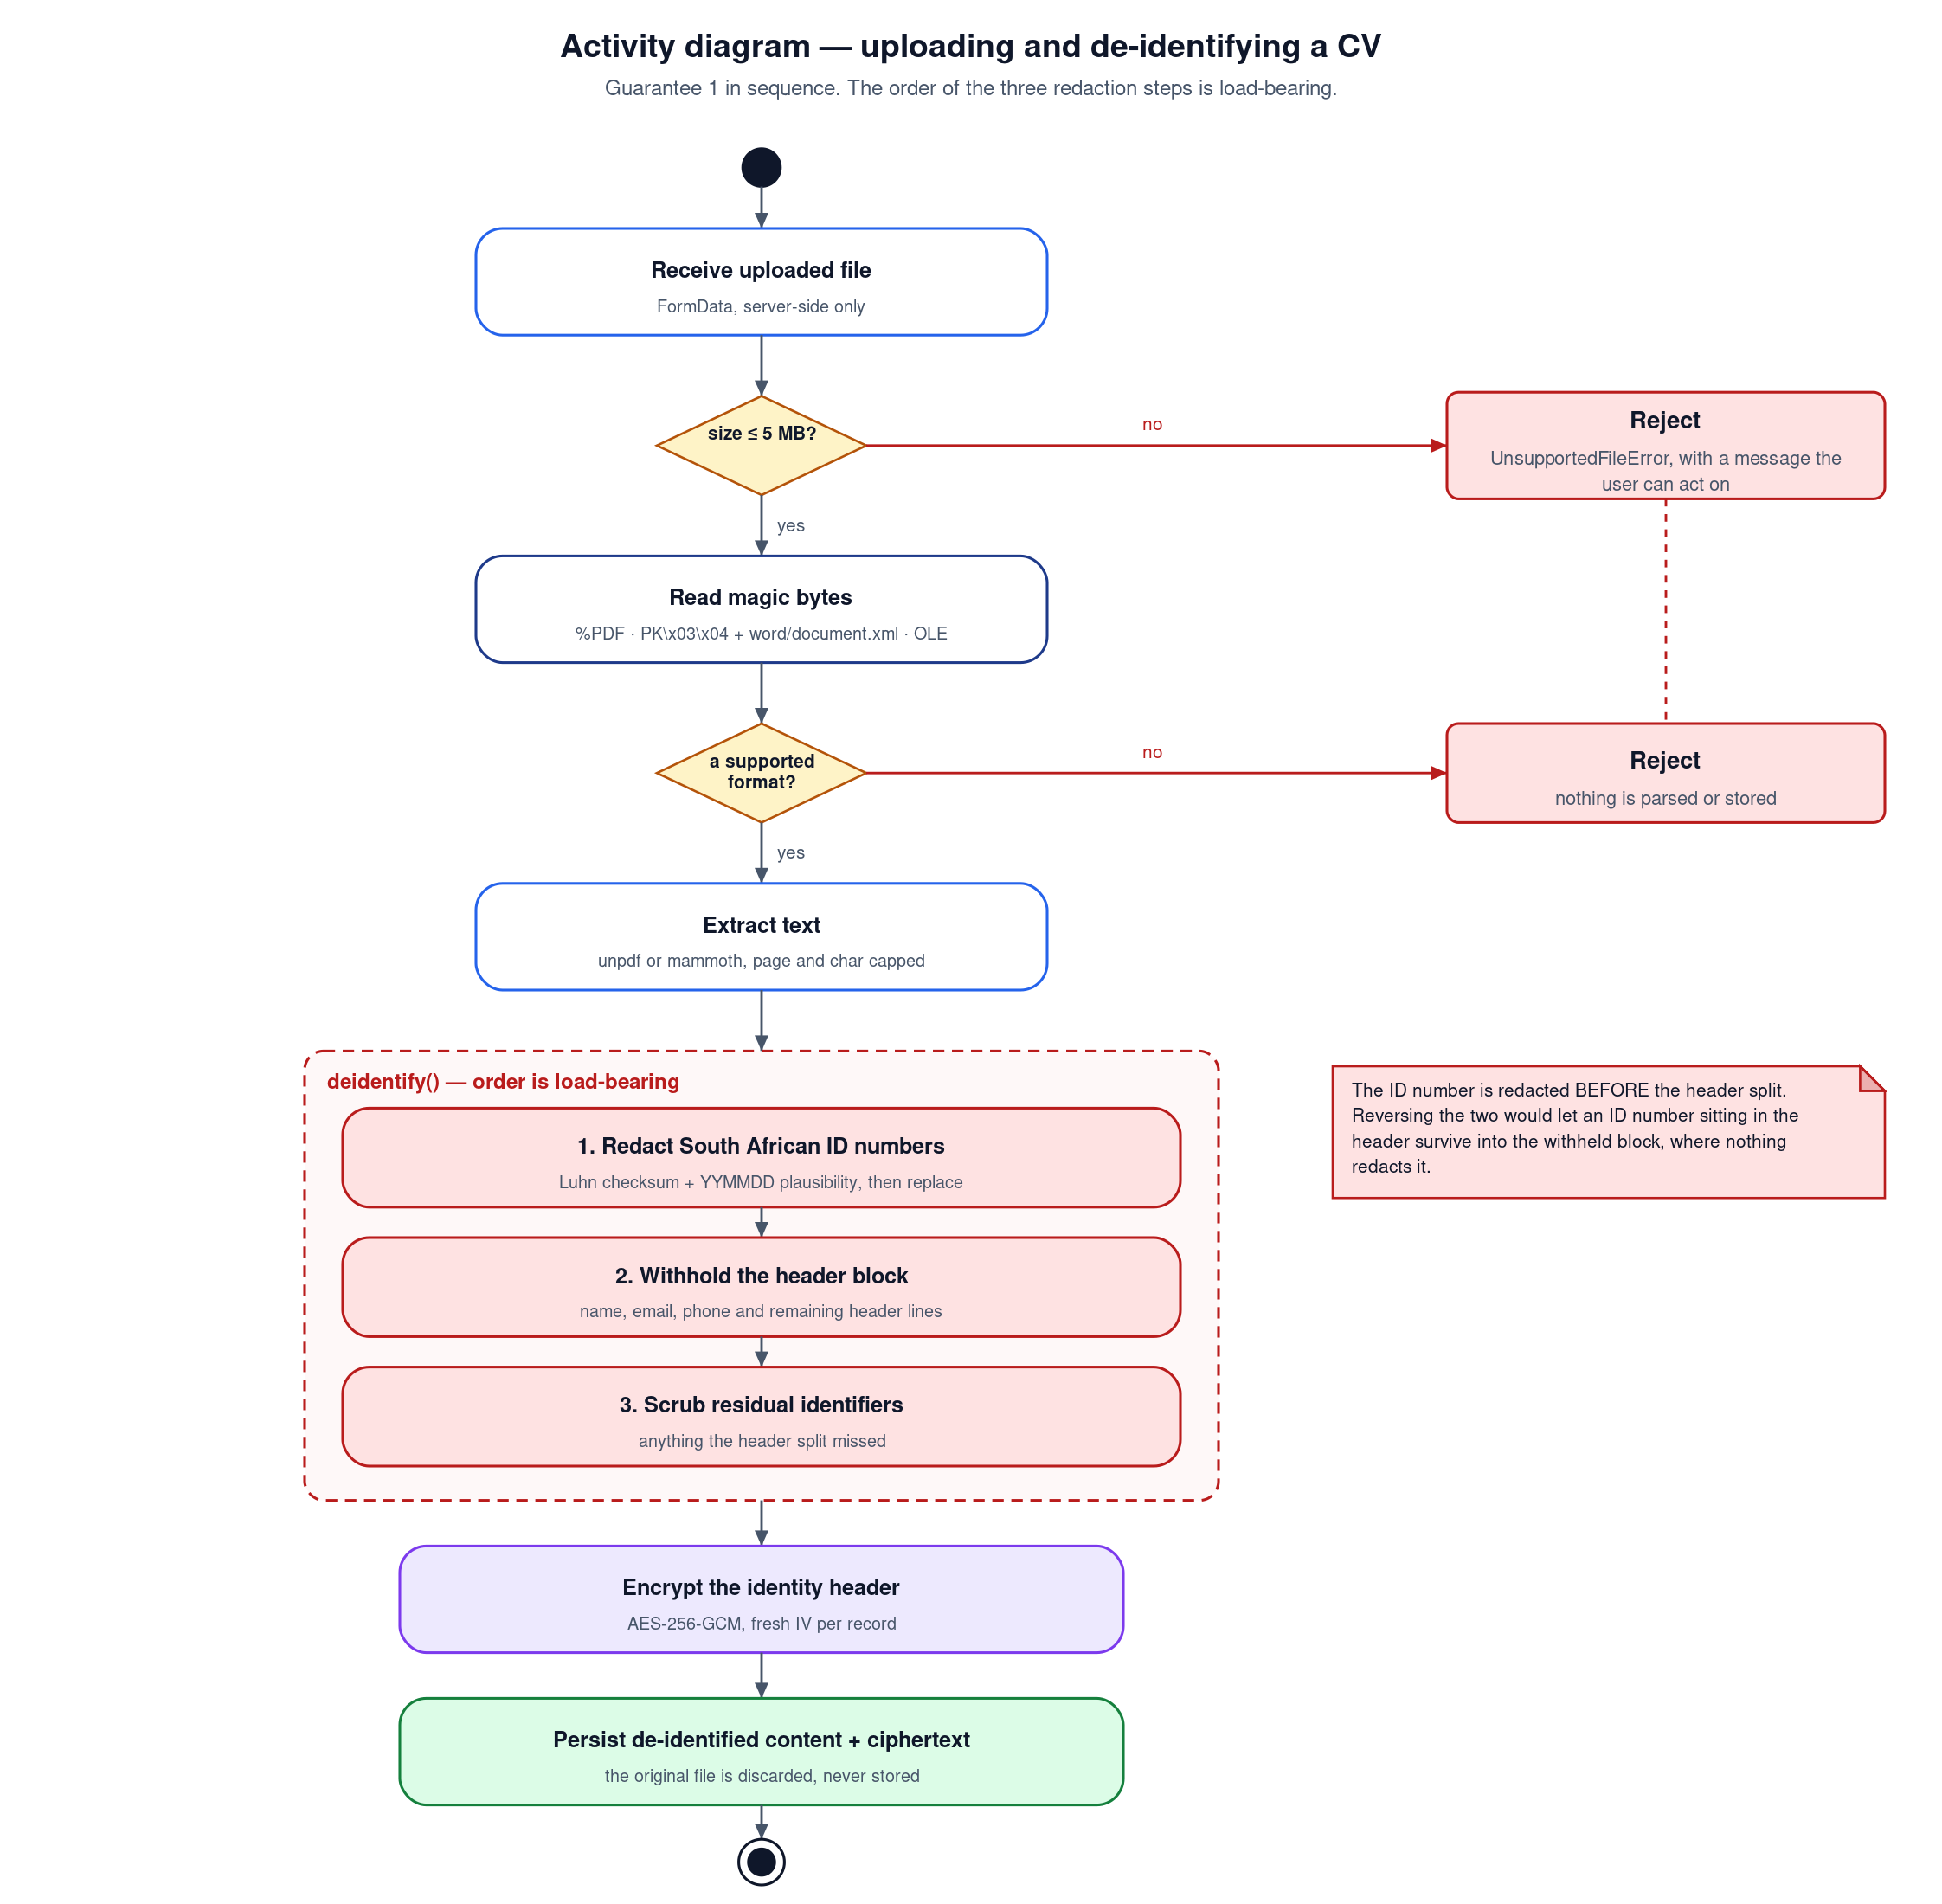 Activity diagram — uploading and de-identifying a CV
Guarantee 1 in sequence. The order of the three redaction steps is load-bearing.
Receive uploaded file
FormData, server-side only
size ≤ 5 MB?
no
Reject
UnsupportedFileError, with a message the
user can act on
yes
Read magic bytes
%PDF · PK\x03\x04 + word/document.xml · OLE
a supported
format?
no
Reject
nothing is parsed or stored
yes
Extract text
unpdf or mammoth, page and char capped
deidentify() — order is load-bearing
The ID number is redacted BEFORE the header split.
Reversing the two would let an ID number sitting in the
header survive into the withheld block, where nothing
redacts it.
1. Redact South African ID numbers
Luhn checksum + YYMMDD plausibility, then replace
2. Withhold the header block
name, email, phone and remaining header lines
3. Scrub residual identifiers
anything the header split missed
Encrypt the identity header
AES-256-GCM, fresh IV per record
Persist de-identified content + ciphertext
the original file is discarded, never stored